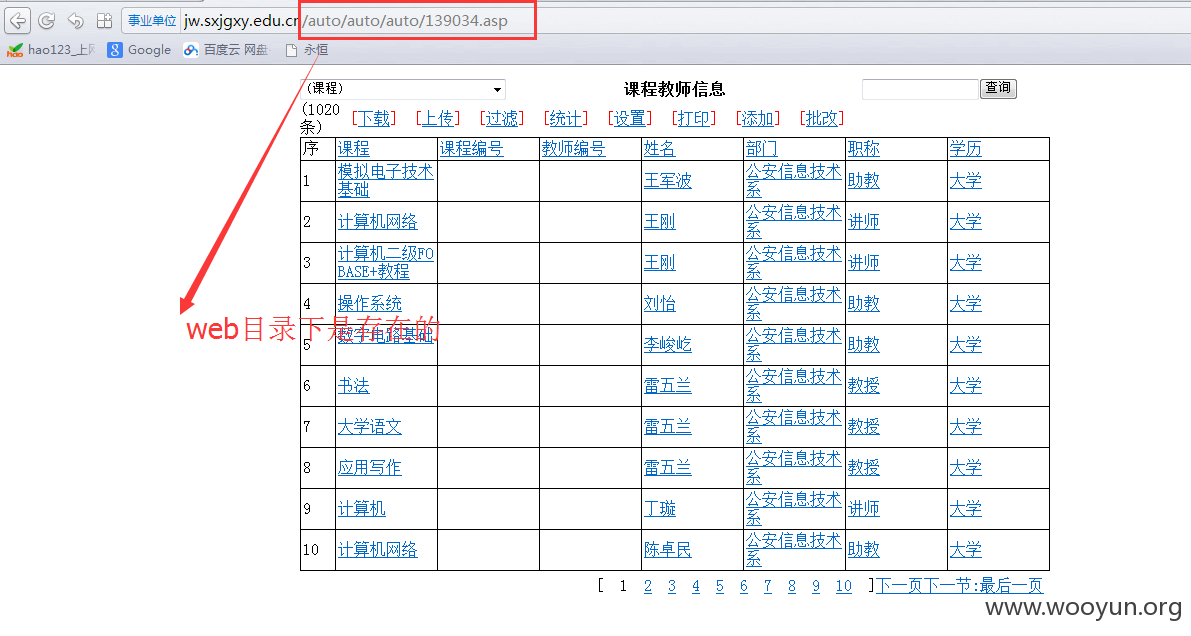 事业单位 jw.sxjgxy.edu.cn/auto/auto/auto/139034.asp
hao123_上网 Google 百度云 网盘 永恒
(课程) 课程教师信息 查询
(1020条) [下载] [上传] [过滤] [统计] [设置] [打印] [添加] [批改]
序 课程 课程编号 教师编号 姓名 部门 职称 学历
1 模拟电子技术基础 王军波 公安信息技术系 助教 大学
2 计算机网络 王刚 公安信息技术系 讲师 大学
3 计算机二级FOBASE+教程 王刚 公安信息技术系 讲师 大学
4 操作系统 刘怡 公安信息技术系 助教 大学
web目录下是存在的
5 数字电路基础 李峻屹 公安信息技术系 助教 大学
6 书法 雷五兰 公安信息技术系 教授 大学
7 大学语文 雷五兰 公安信息技术系 教授 大学
8 应用写作 雷五兰 公安信息技术系 教授 大学
9 计算机 丁璇 公安信息技术系 讲师 大学
10 计算机网络 陈卓民 公安信息技术系 助教 大学
[ 1 2 3 4 5 6 7 8 9 10 ]下一页下一节:最后一页
www.wooyun.org